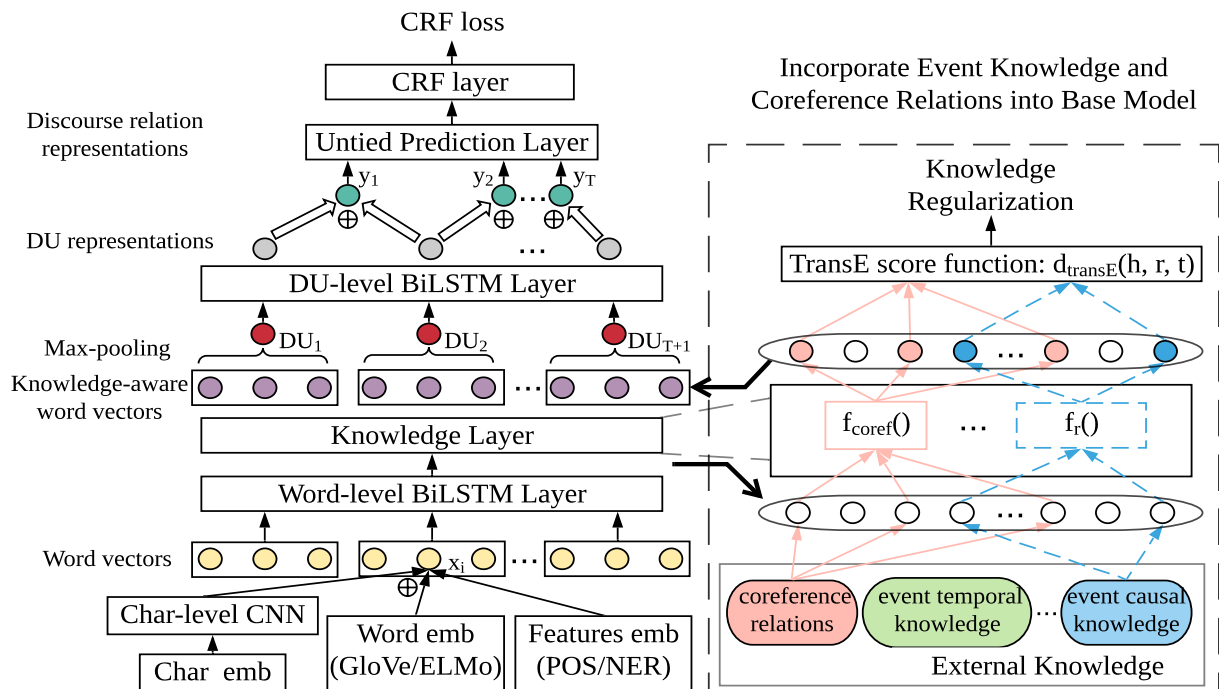 CRF loss
CRF layer
Discourse relation
representations
Untied Prediction Layer
y1
y2
...
yT
⊕
⊕
⊕
DU representations
...
DU-level BiLSTM Layer
Max-pooling
DU1
DU2
DUT+1
Knowledge-aware
word vectors
...
Knowledge Layer
Word-level BiLSTM Layer
Word vectors
xi
...
⊕
Char-level CNN
Char emb
Word emb
(GloVe/ELMo)
Features emb
(POS/NER)
Incorporate Event Knowledge and
Coreference Relations into Base Model
Knowledge
Regularization
TransE score function: dtransE(h, r, t)
...
fcoref()
...
fr()
...
coreference
relations
event temporal
knowledge
...
event causal
knowledge
External Knowledge